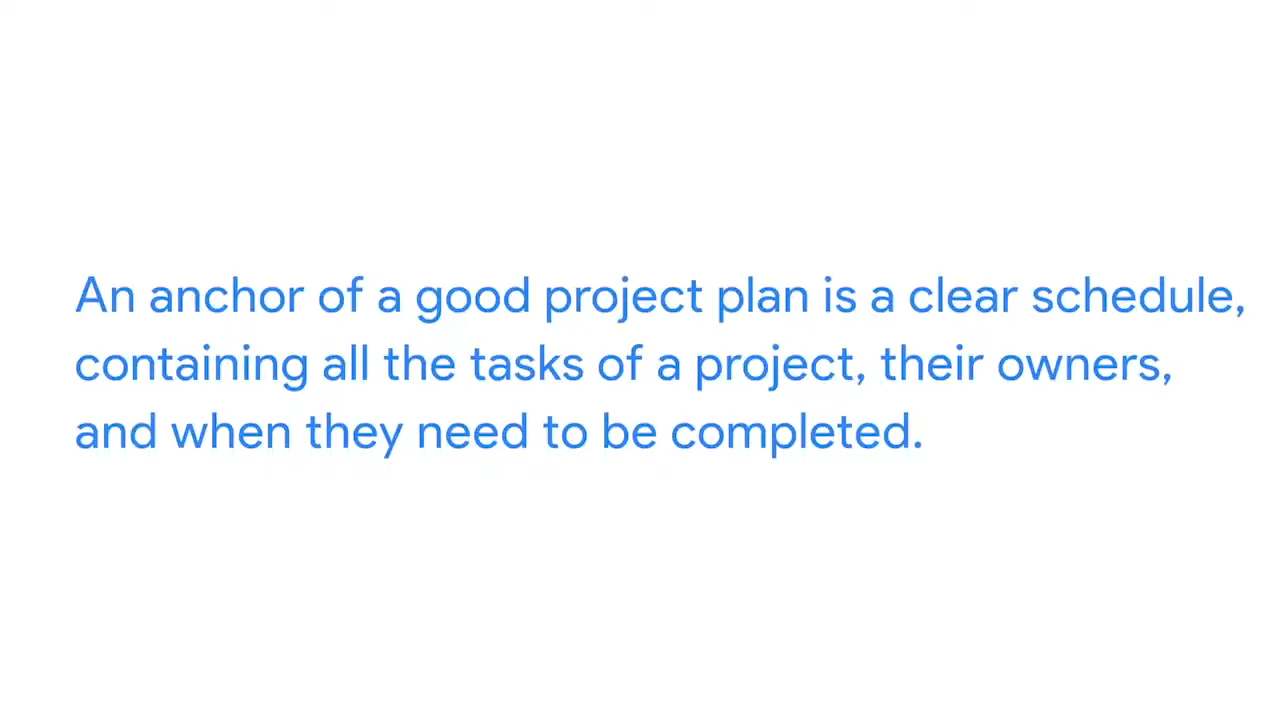 An anchor of a good project plan is a clear schedule,
containing all the tasks of a project, their owners,
and when they need to be completed.